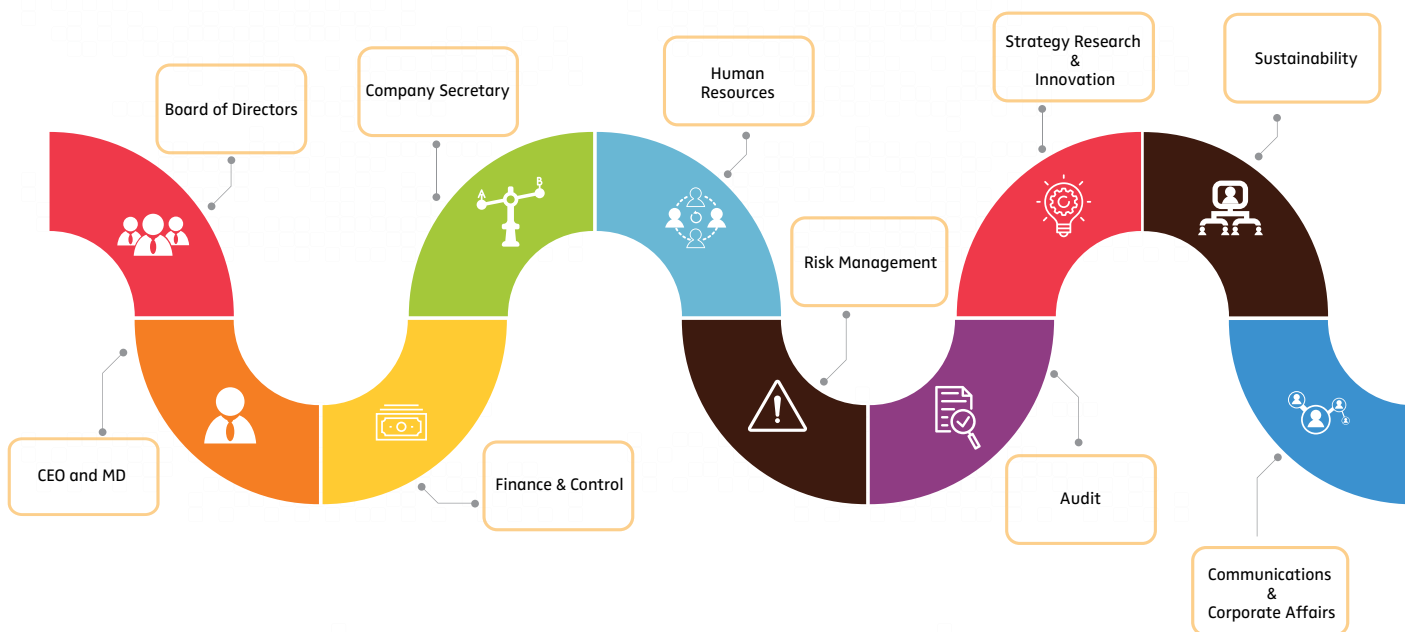 Board of Directors
CEO and MD
Company Secretary
A
B
Finance & Control
Human
Resources
Risk Management
Strategy Research
&
Innovation
Audit
Sustainability
Communications
&
Corporate Affairs